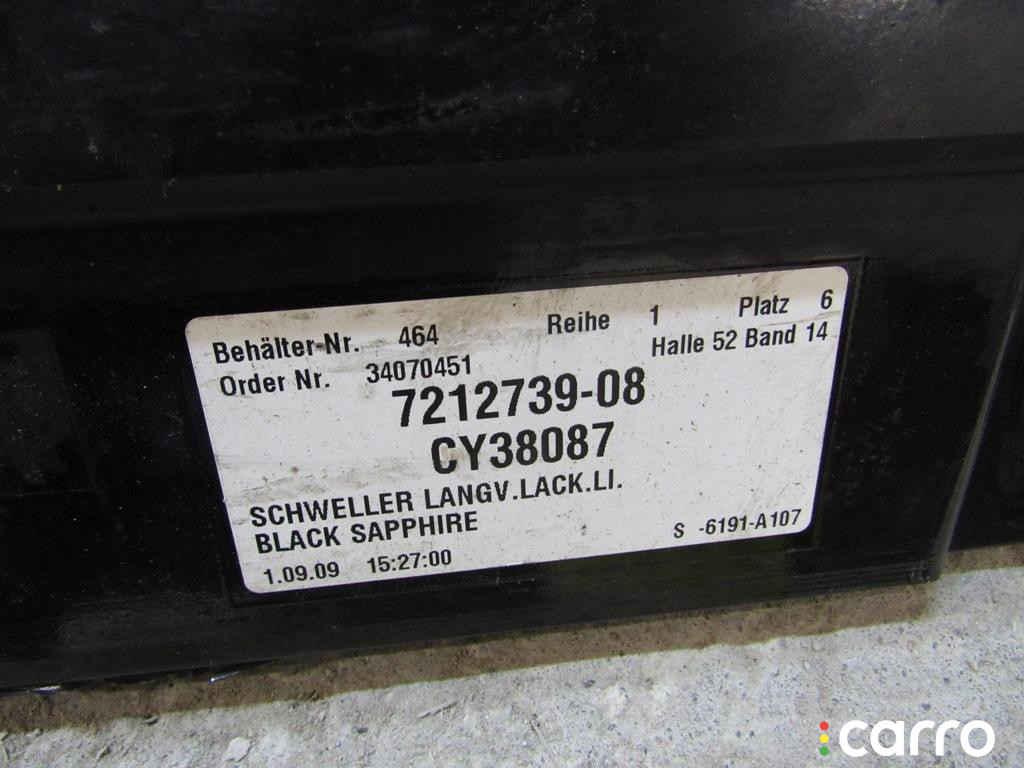 Behälter-Nr. 464 Reihe 1 Platz 6
Order Nr. 34070451 Halle 52 Band 14
7212739-08
CY38087
SCHWELLER LANGV.LACK.LI.
BLACK SAPPHIRE
1.09.09 15:27:00 S -6191-A107
carro